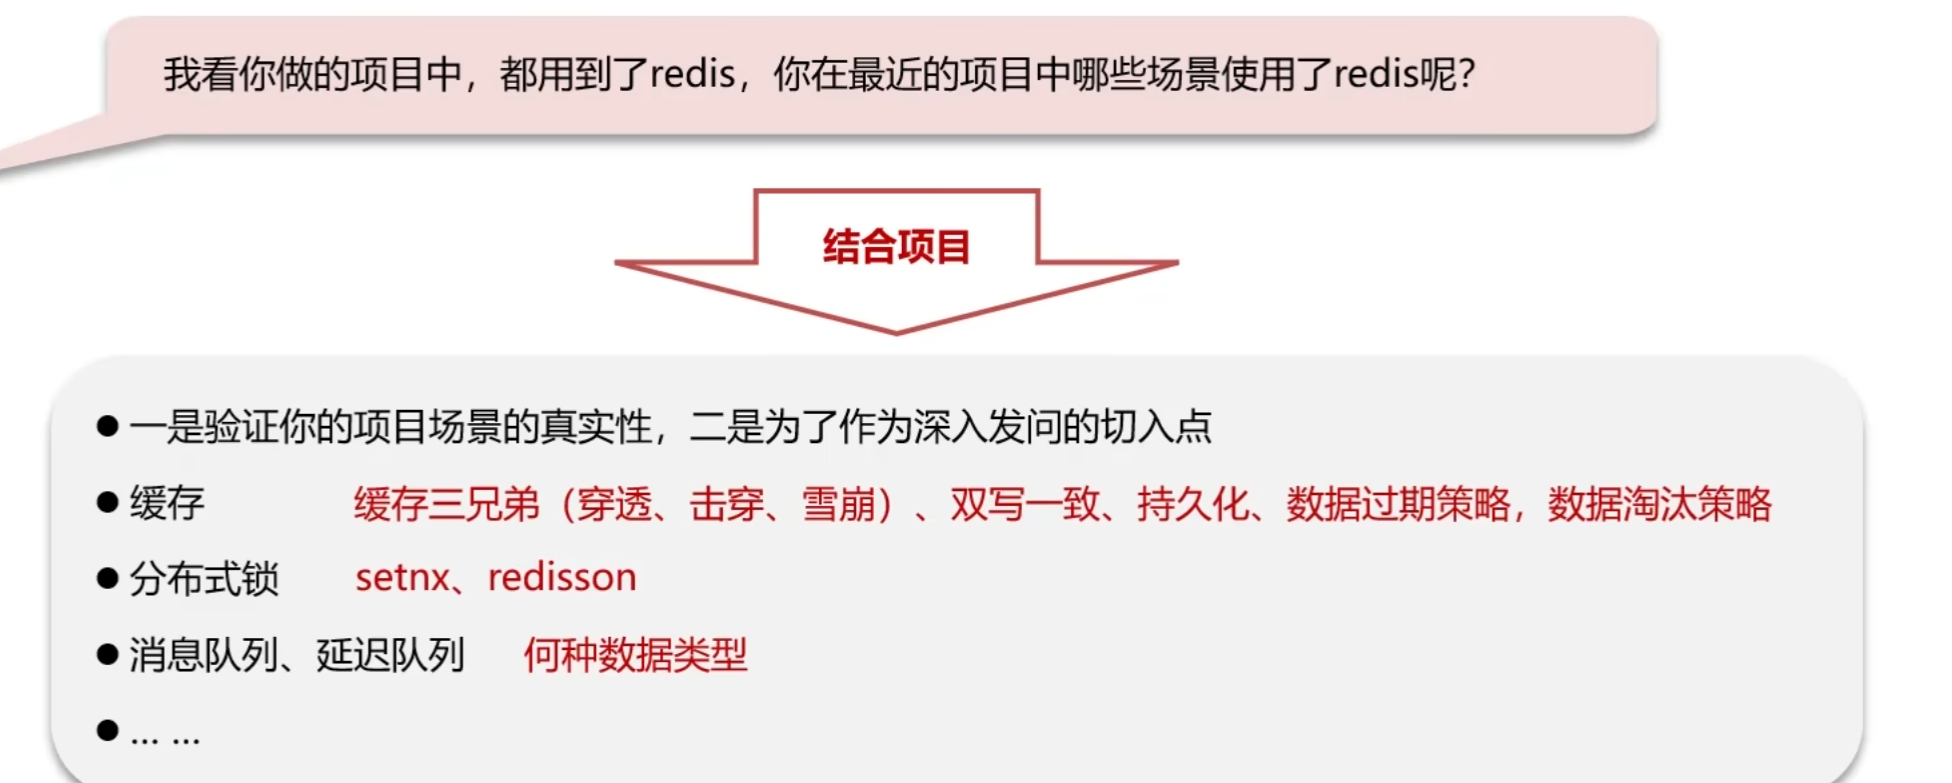 我看你做的项目中，都用到了redis，你在最近的项目中哪些场景使用了redis呢？
结合项目
● 一是验证你的项目场景的真实性，二是为了作为深入发问的切入点
● 缓存 缓存三兄弟（穿透、击穿、雪崩）、双写一致、持久化、数据过期策略，数据淘汰策略
● 分布式锁 setnx、redisson
● 消息队列、延迟队列 何种数据类型
● … …